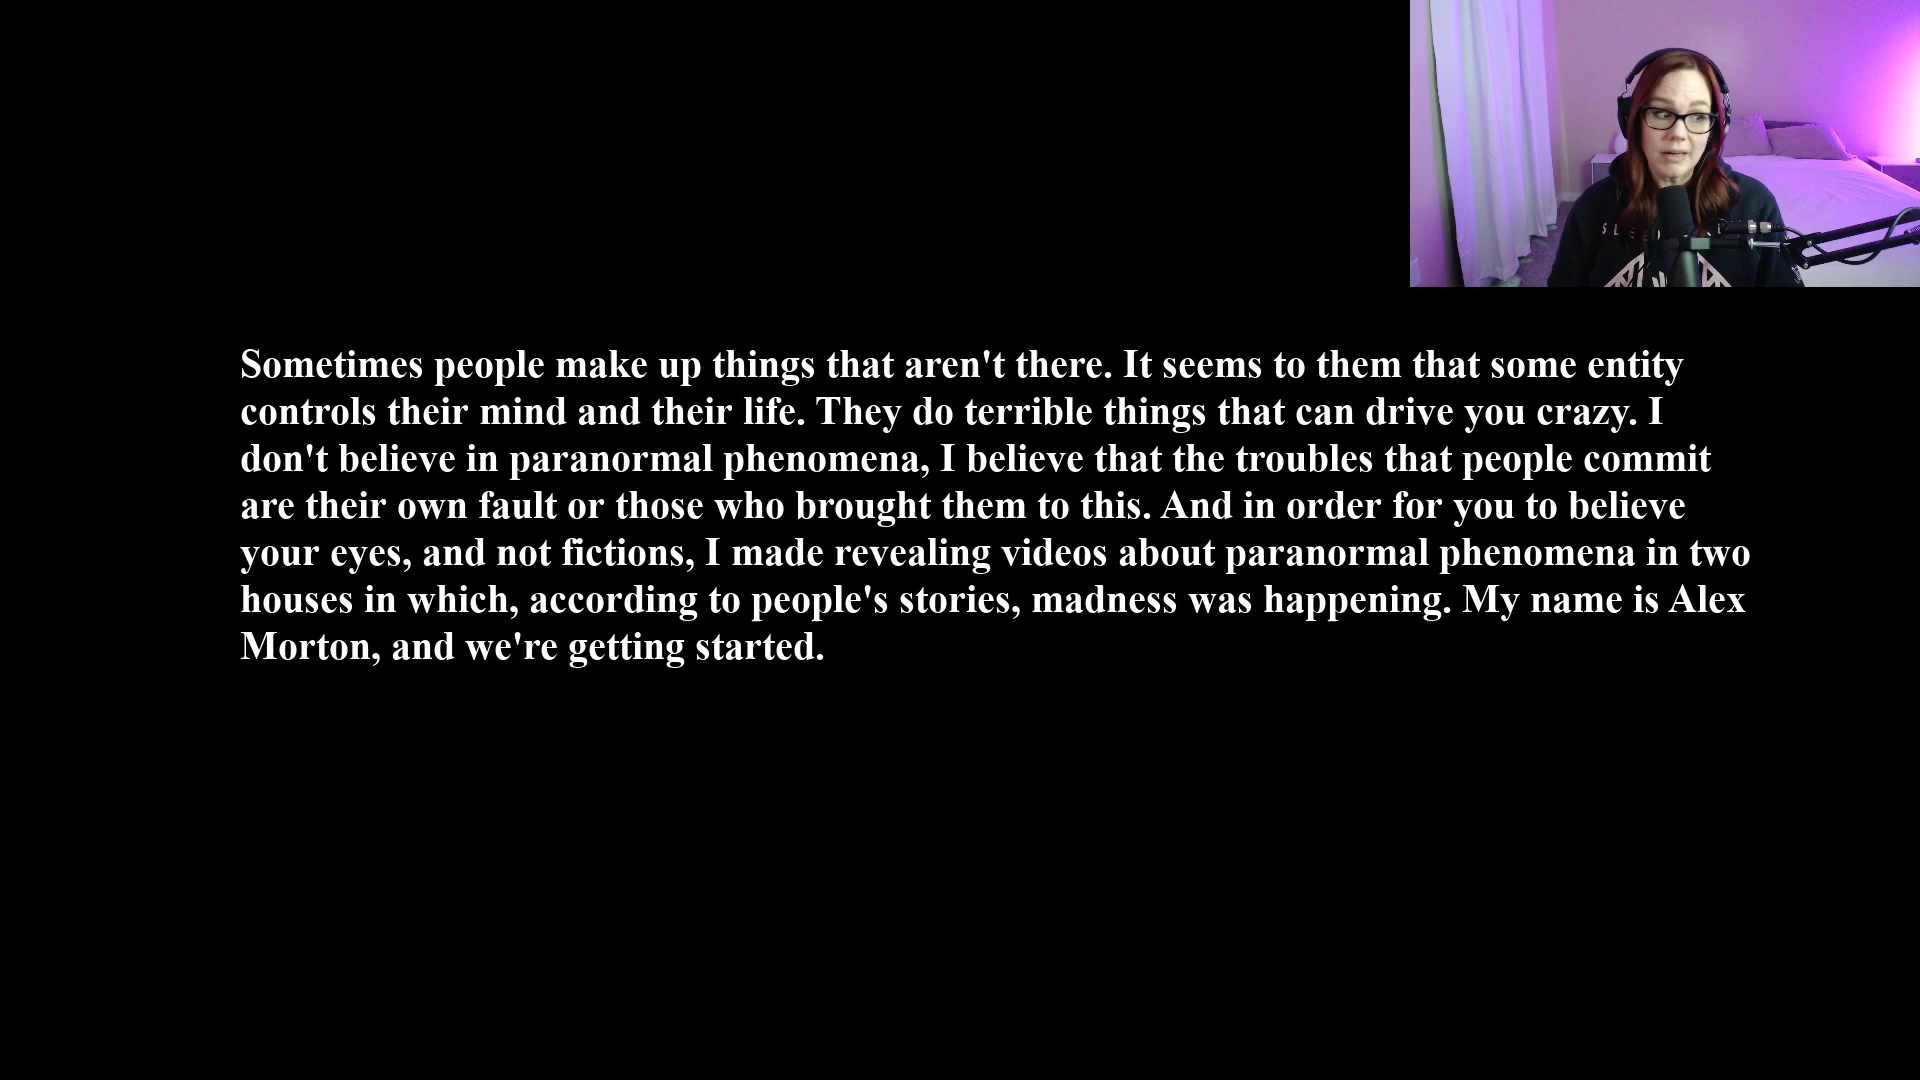 Sometimes people make up things that aren't there. It seems to them that some entity
controls their mind and their life. They do terrible things that can drive you crazy. I
don't believe in paranormal phenomena, I believe that the troubles that people commit
are their own fault or those who brought them to this. And in order for you to believe
your eyes, and not fictions, I made revealing videos about paranormal phenomena in two
houses in which, according to people's stories, madness was happening. My name is Alex
Morton, and we're getting started.